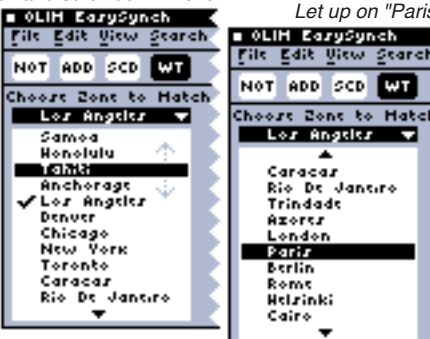 Let up on "Paris
OLIM EasySynch
File Edit View Search
NOT ADD SCD WT
Choose Zone to Match
Los Angeles
Samoa
Honolulu
Tahiti
Anchorage
Los Angeles
Denver
Chicago
New York
Toronto
Caracas
Rio De Janeiro
OLIM EasySynch
File Edit View Search
NOT ADD SCD WT
Choose Zone to Match
Los Angeles
Caracas
Rio De Janeiro
Trindade
Azores
London
Paris
Berlin
Rome
Helsinki
Cairo